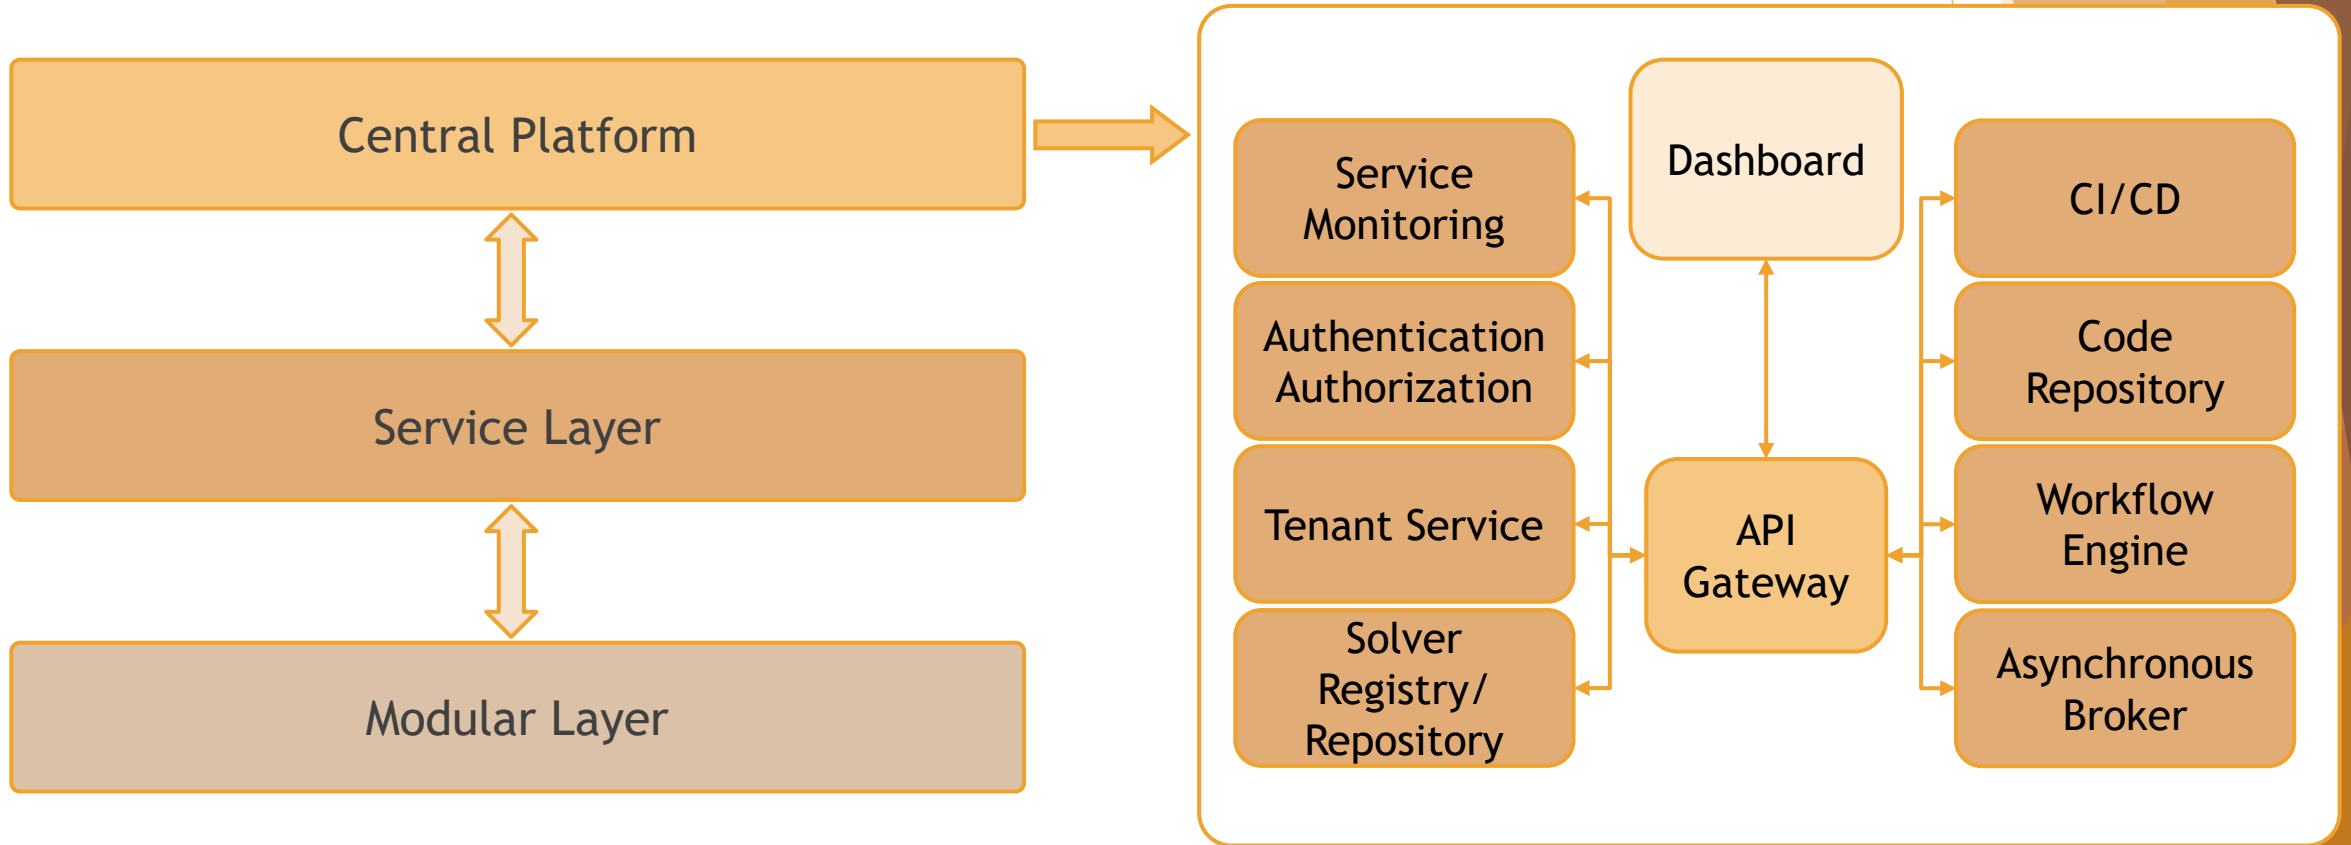 Central Platform
Service Layer
Modular Layer
Service
Monitoring
Authentication
Authorization
Tenant Service
Solver
Registry/
Repository
Dashboard
API
Gateway
CI/CD
Code
Repository
Workflow
Engine
Asynchronous
Broker